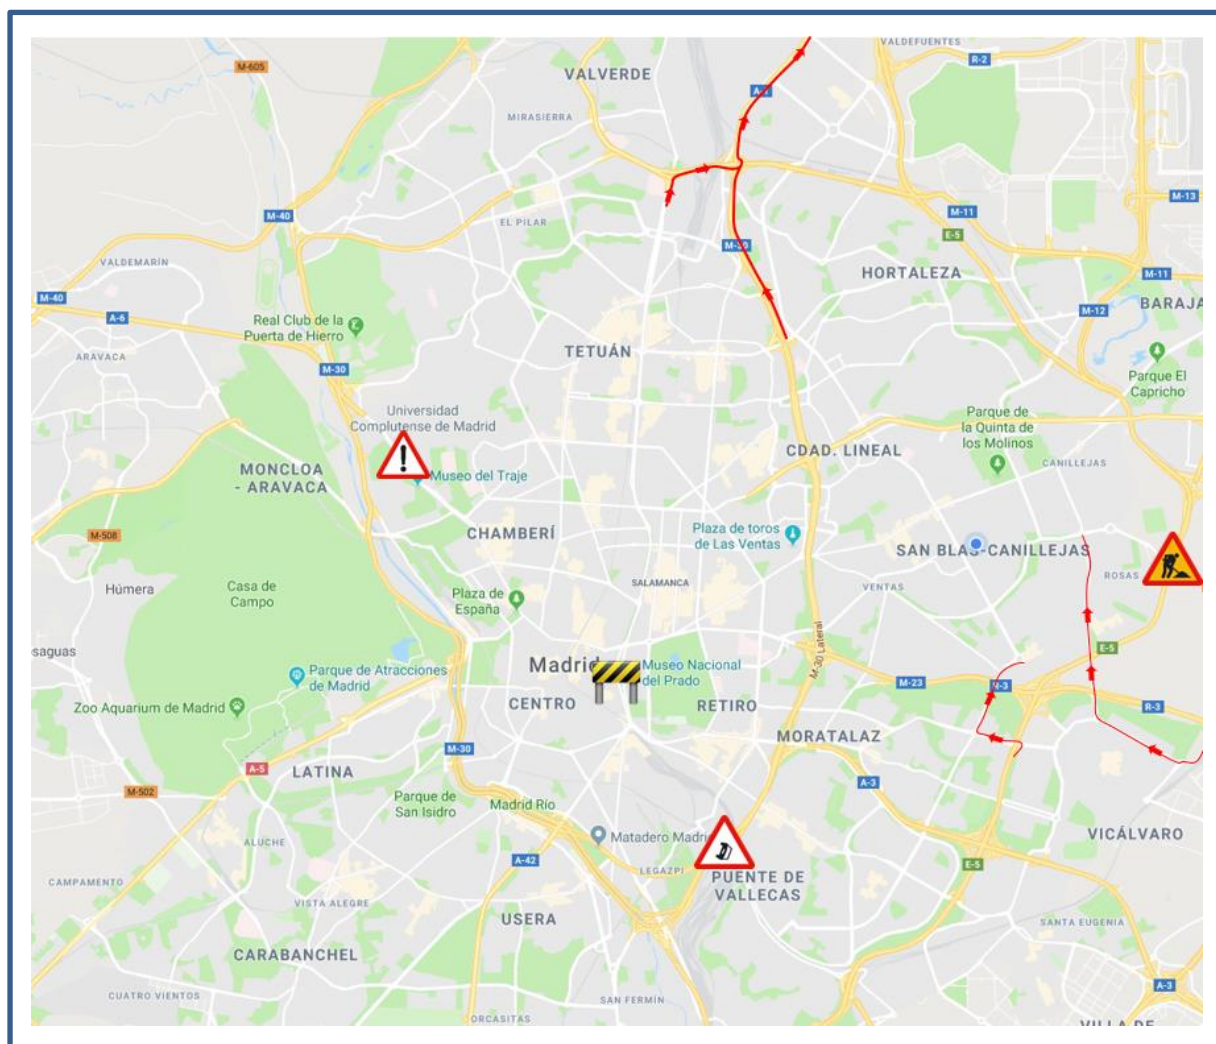 VALDEFUENTES
R-2
M-605
VALVERDE
A-1
MIRASIERRA
M-13
M-40
M-11
EL PILAR
E-5
M-30
VALDEMARÍN
HORTALEZA
M-11
M-40
BARAJA
A-6
M-12
Real Club de la
Puerta de Hierro
TETUÁN
ARAVACA
M-30
Parque El
Capricho
Universidad
Complutense de Madrid
Parque de
la Quinta de
los Molinos
CDAD. LINEAL
CANILLEJAS
MONCLOA
- ARAVACA
Museo del Traje
M-508
CHAMBERÍ
Plaza de toros
de Las Ventas
SAN BLAS-CANILLEJAS
ROSAS
Húmera
Casa de
Campo
SALAMANCA
VENTAS
Plaza de
España
M-30 Lateral
osaguas
E-5
Parque de Atracciones
de Madrid
Madrid
Museo Nacional
del Prado
M-23
R-3
Zoo Aquarium de Madrid
CENTRO
RETIRO
R-3
MORATALAZ
M-30
A-5
LATINA
A-3
M-502
Parque de
San Isidro
Madrid Río
Matadero Madri
VICÁLVARO
ALUCHE
A-42
LEGAZPI
E-5
CAMPAMENTO
PUENTE DE
VALLECAS
VISTA ALEGRE
USERA
SANTA EUGENIA
CARABANCHEL
A-3
CUATRO VIENTOS
SAN FERMÍN
ORCASITAS
VILLA DE